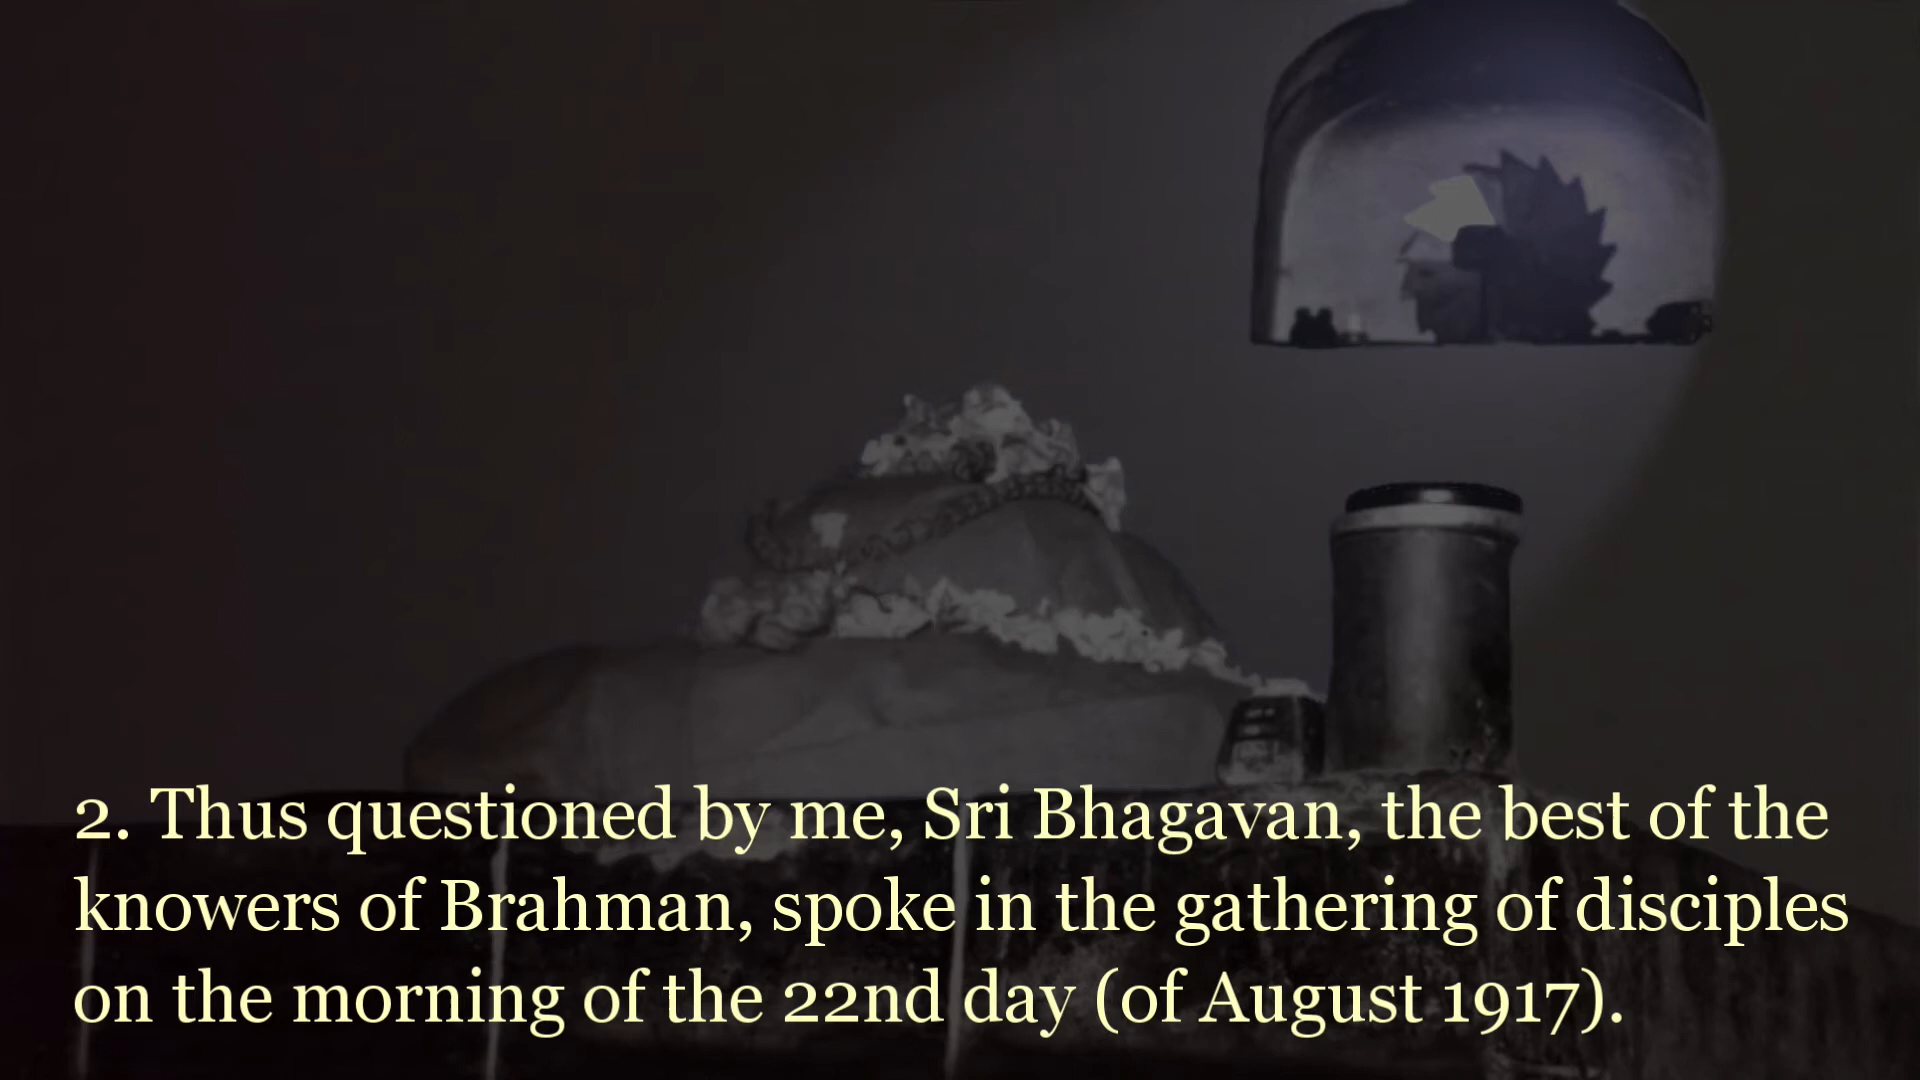 2. Thus questioned by me, Sri Bhagavan, the best of the
knowers of Brahman, spoke in the gathering of disciples
on the morning of the 22nd day (of August 1917).